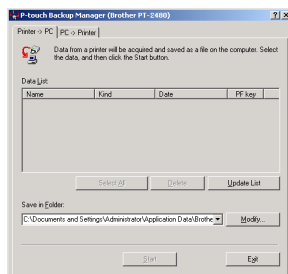 P-touch Backup Manager (Brother PT-2480)
Printer -> PC PC -> Printer
Data from a printer will be acquired and saved as a file on the computer. Select
the data, and then click the Start button.
Data List:
Name Kind Date PF key
Select All Delete Update List
Save in Folder:
C:\Documents and Settings\Administrator\Application Data\Brothe Modify...
Start Exit